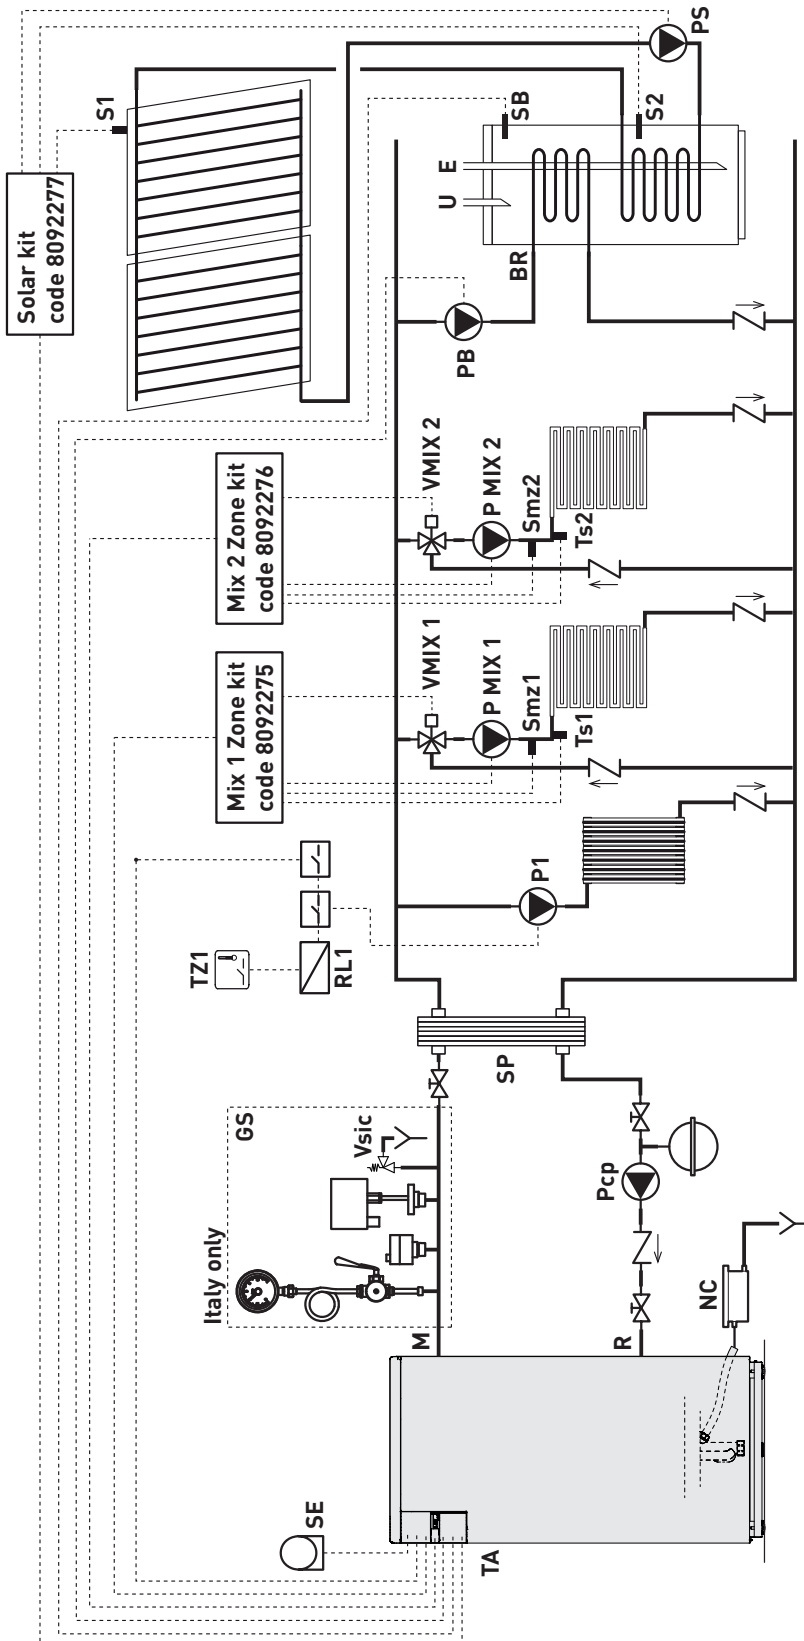 Solar kit
code 8092277
S1
PS
SB
S2
E
U
BR
PB
Mix 2 Zone kit
code 8092276
VMIX 2
P MIX 2
Smz2
Ts2
Mix 1 Zone kit
code 8092275
VMIX 1
P MIX 1
Smz1
Ts1
TZ1
RL1
P1
SP
GS
Vsic
Italy only
Pcp
M
R
NC
SE
TA